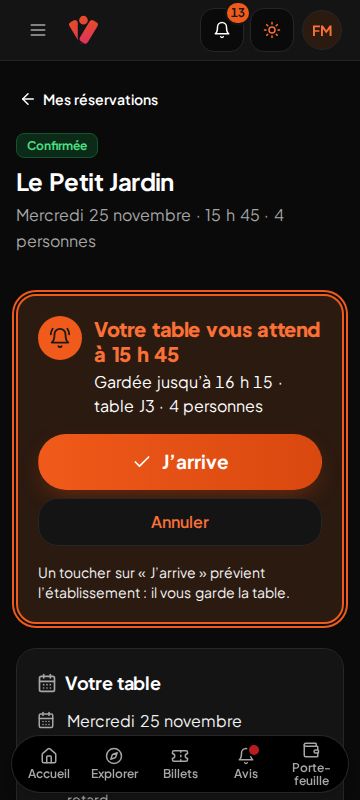 13
FM
Mes réservations
Confirmée
Le Petit Jardin
Mercredi 25 novembre · 15 h 45 · 4
personnes
Votre table vous attend
à 15 h 45
Gardée jusqu’à 16 h 15 ·
table J3 · 4 personnes
J’arrive
Annuler
Un toucher sur « J’arrive » prévient
l’établissement : il vous garde la table.
Votre table
Mercredi 25 novembre
Accueil
Explorer
Billets
Avis
Porte-
feuille
retard